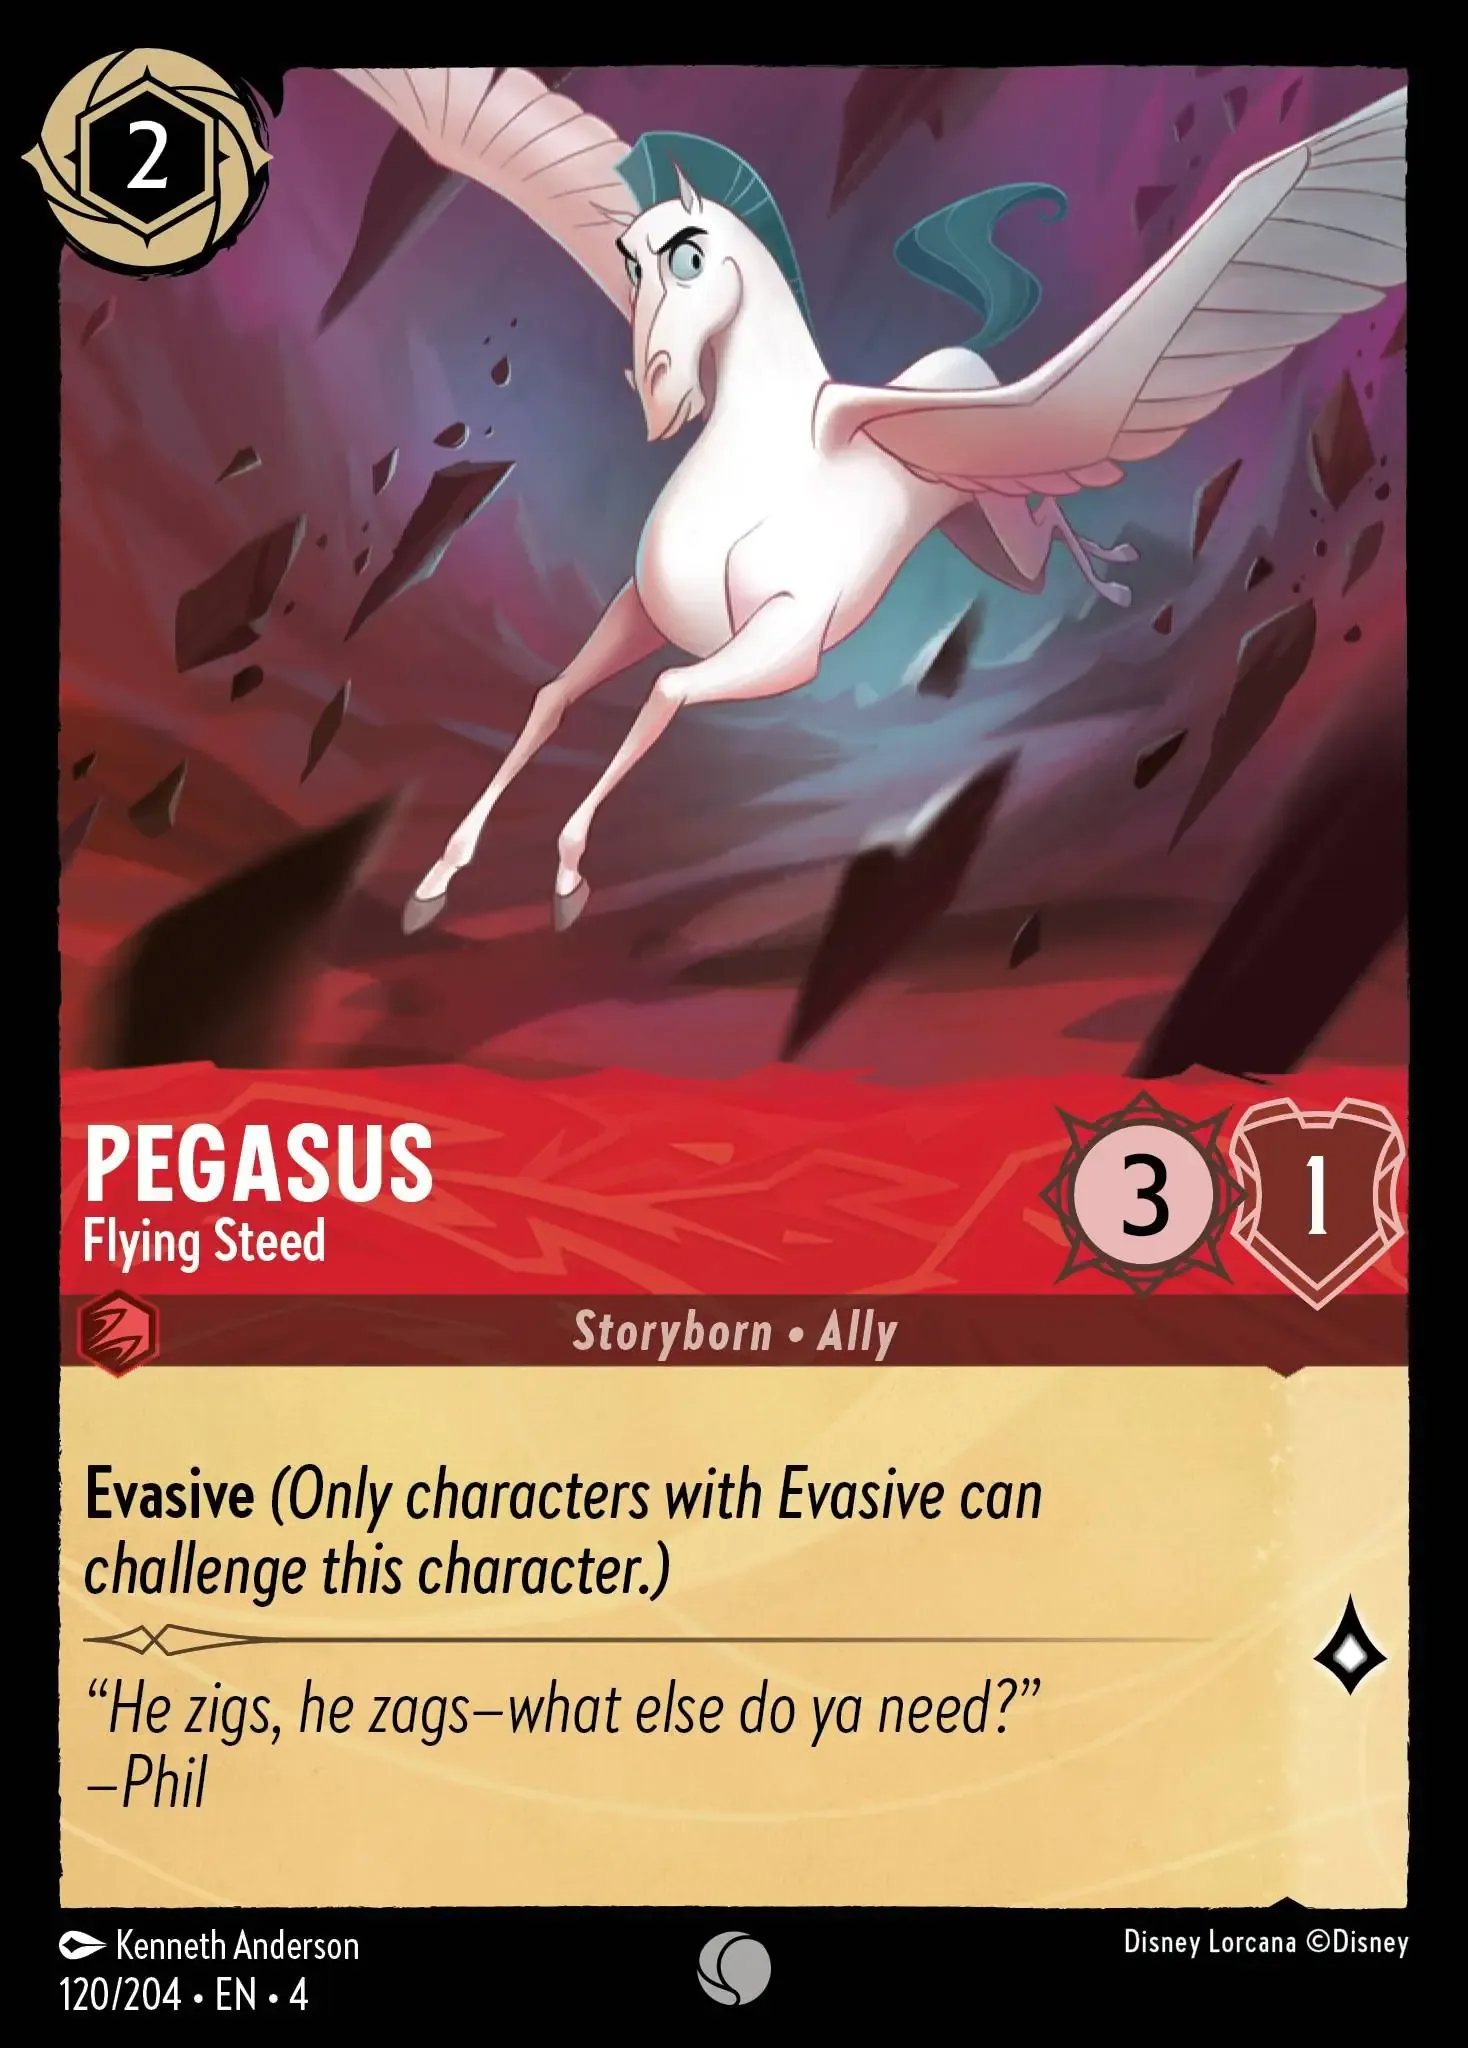 2
PEGASUS
Flying Steed
3
1
Storyborn • Ally
Evasive (Only characters with Evasive can
challenge this character.)
“He zigs, he zags–what else do ya need?”
–Phil
Kenneth Anderson
120/204 • EN • 4
Disney Lorcana ©Disney